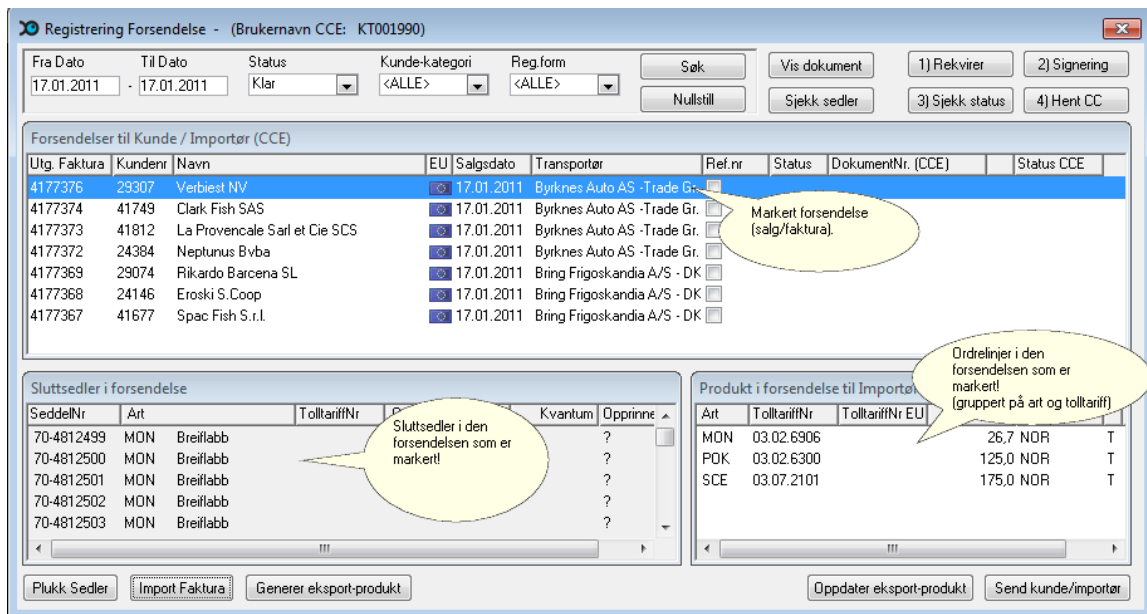 Registrering Forsendelse - (Brukernavn CCE: KT001990)
Fra Dato Til Dato Status Kunde-kategori Reg.form
17.01.2011 - 17.01.2011 Klar <ALLE> <ALLE>
Søk Vis dokument 1) Rekvirer 2) Signering
Nullstill Sjekk sedler 3) Sjekk status 4) Hent CC
Forsendelser til Kunde / Importør (CCE)
Utg. Faktura Kundenr Navn EU Salgsdato Transportør Ref.nr Status DokumentNr. (CCE) Status CCE
4177376 29307 Verbiest NV 17.01.2011 Byrknes Auto AS -Trade Gr.
4177374 41749 Clark Fish SAS 17.01.2011 Byrknes Auto AS -Trade Gr.
4177373 41812 La Provencale Sarl et Cie SCS 17.01.2011 Byrknes Auto AS -Trade Gr.
4177372 24384 Neptunus Bvba 17.01.2011 Byrknes Auto AS -Trade Gr.
4177369 29074 Rikardo Barcena SL 17.01.2011 Bring Frigoskandia A/S - DK
4177368 24146 Eroski S.Coop 17.01.2011 Bring Frigoskandia A/S - DK
4177367 41677 Spac Fish S.r.l. 17.01.2011 Bring Frigoskandia A/S - DK
Markert forsendelse
(salg/faktura).
Sluttsedler i forsendelse
SeddelNr Art TolltariffNr Kvantum Opprinne
70-4812499 MON Breiflabb ?
70-4812500 MON Breiflabb ?
70-4812501 MON Breiflabb ?
70-4812502 MON Breiflabb ?
70-4812503 MON Breiflabb ?
Sluttsedler i den
forsendelsen som er
markert!
Produkt i forsendelse til Importør
Art TolltariffNr TolltariffNr EU
MON 03.02.6906 26,7 NOR T
POK 03.02.6300 125,0 NOR
SCE 03.07.2101 175,0 NOR T
Ordrelinjer i den
forsendelsen som er
markert!
(gruppert på art og tolltariff)
Plukk Sedler Import Faktura Generer eksport-produkt Oppdater eksport-produkt Send kunde/importør